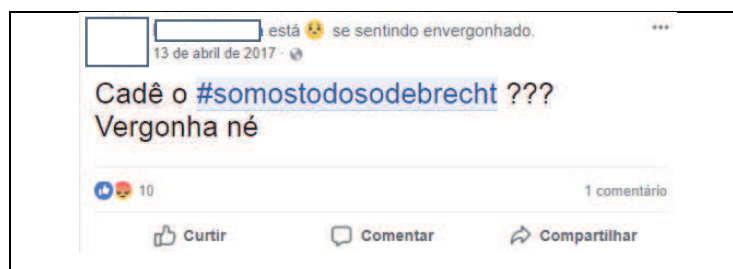 está 😟 se sentindo envergonhado.
13 de abril de 2017 ·
Cadê o #somostodosodebrecht ???
Vergonha né
10 1 comentário
Curtir Comentar Compartilhar